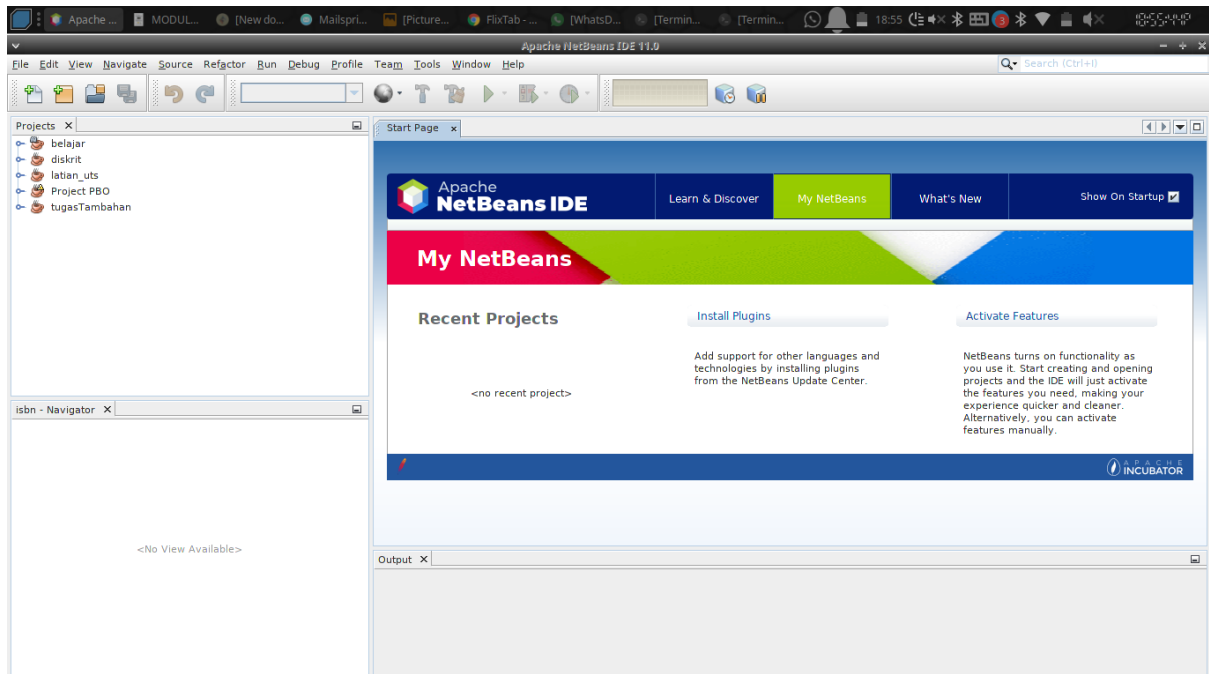 Apache ...
MODUL...
[New do...
Mailspri...
[Picture...
FlixTab - ...
[WhatsD...
[Termin...
[Termin...
18:55
3
Apache NetBeans IDE 11.0
File Edit View Navigate Source Refactor Run Debug Profile Team Tools Window Help
Search (Ctrl+I)
Projects
belajar
diskrit
latian_uts
Project PBO
tugasTambahan
Start Page
Apache
NetBeans IDE
Learn & Discover
My NetBeans
What's New
Show On Startup
My NetBeans
Recent Projects
<no recent project>
Install Plugins
Add support for other languages and
technologies by installing plugins
from the NetBeans Update Center.
Activate Features
NetBeans turns on functionality as
you use it. Start creating and opening
projects and the IDE will just activate
the features you need, making your
experience quicker and cleaner.
Alternatively, you can activate
features manually.
APACHE
INCUBATOR
isbn - Navigator
<No View Available>
Output